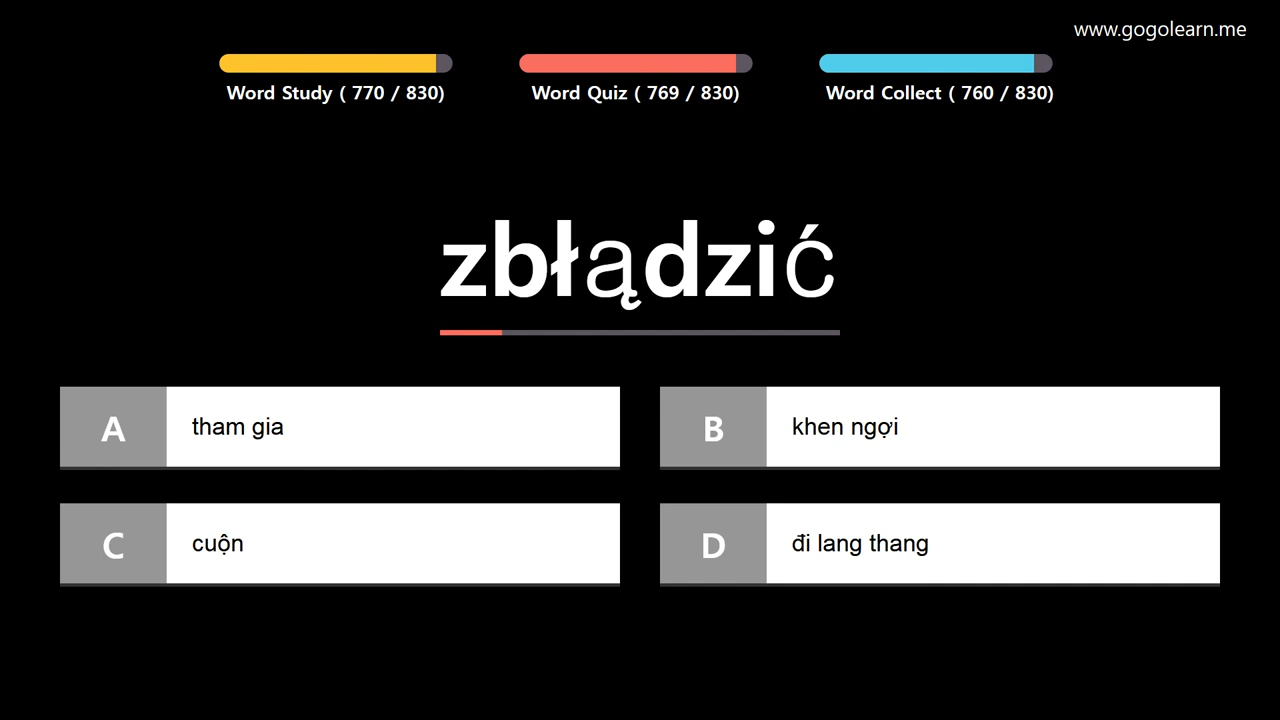 www.gogolearn.me
Word Study ( 770 / 830)
Word Quiz ( 769 / 830)
Word Collect ( 760 / 830)
zbłądzić
A tham gia
B khen ngợi
C cuộn
D đi lang thang